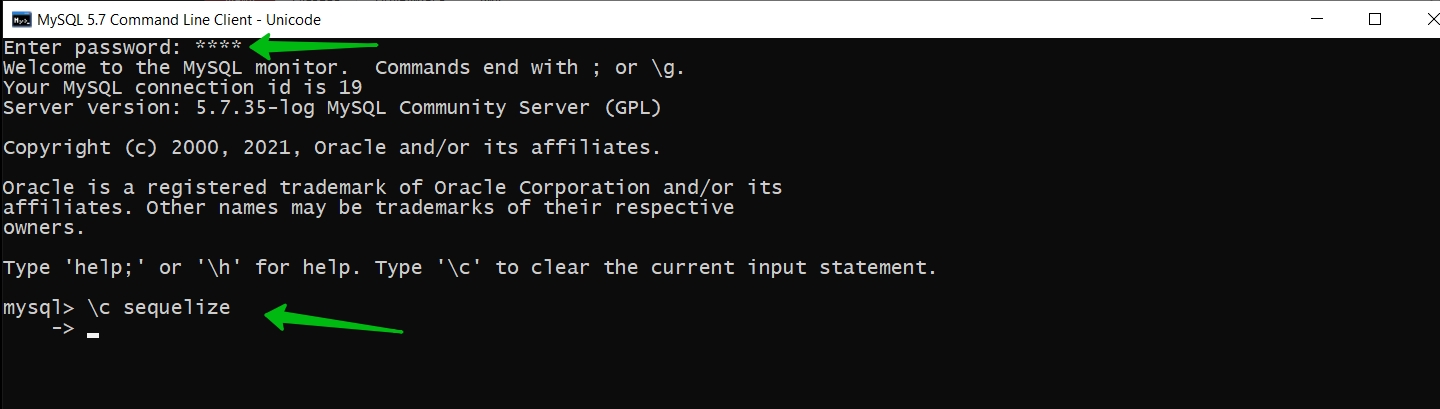 MySQL 5.7 Command Line Client - Unicode
Enter password: ****
Welcome to the MySQL monitor.  Commands end with ; or \g.
Your MySQL connection id is 19
Server version: 5.7.35-log MySQL Community Server (GPL)
Copyright (c) 2000, 2021, Oracle and/or its affiliates.
Oracle is a registered trademark of Oracle Corporation and/or its
affiliates. Other names may be trademarks of their respective
owners.
Type 'help;' or '\h' for help. Type '\c' to clear the current input statement.
mysql> \c sequelize
    -> _